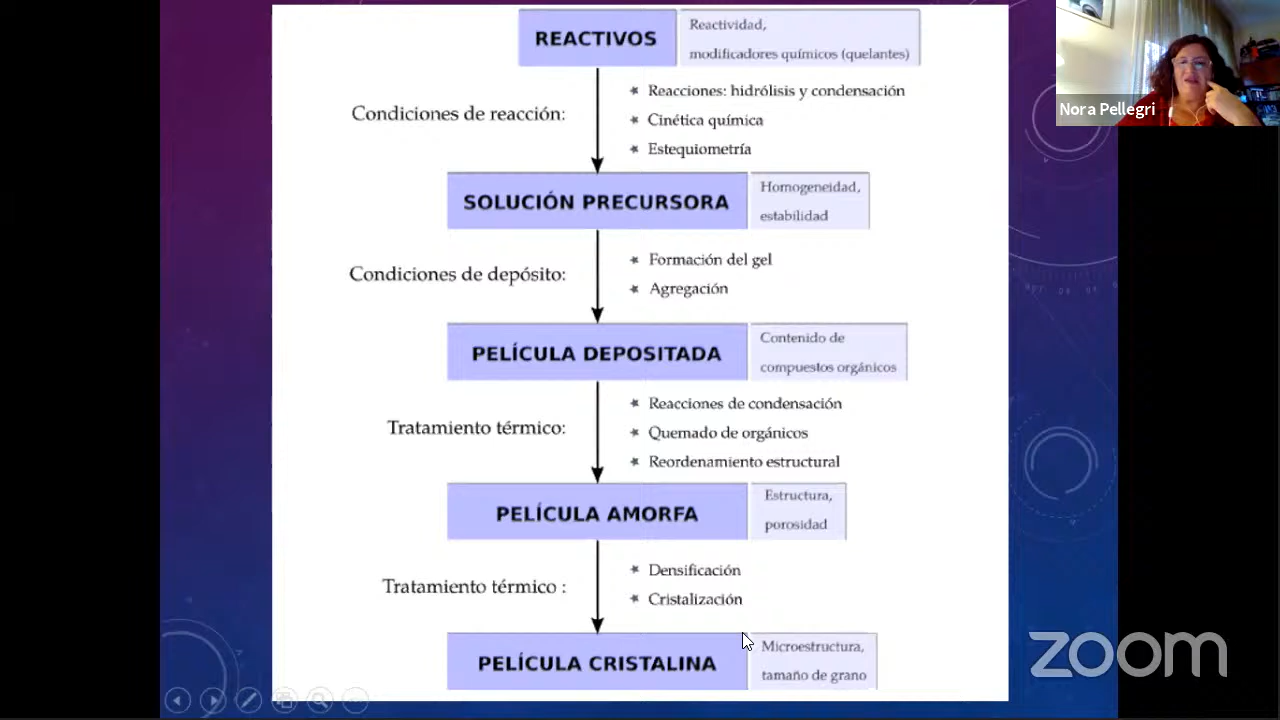 REACTIVOS
Reactividad,
modificadores químicos (quelantes)
Condiciones de reacción:
* Reacciones: hidrólisis y condensación
* Cinética química
* Estequiometría
SOLUCIÓN PRECURSORA
Homogeneidad,
estabilidad
Condiciones de depósito:
* Formación del gel
* Agregación
PELÍCULA DEPOSITADA
Contenido de
compuestos orgánicos
Tratamiento térmico:
* Reacciones de condensación
* Quemado de orgánicos
* Reordenamiento estructural
PELÍCULA AMORFA
Estructura,
porosidad
Tratamiento térmico :
* Densificación
* Cristalización
PELÍCULA CRISTALINA
Microestructura,
tamaño de grano
Nora Pellegri
zoom